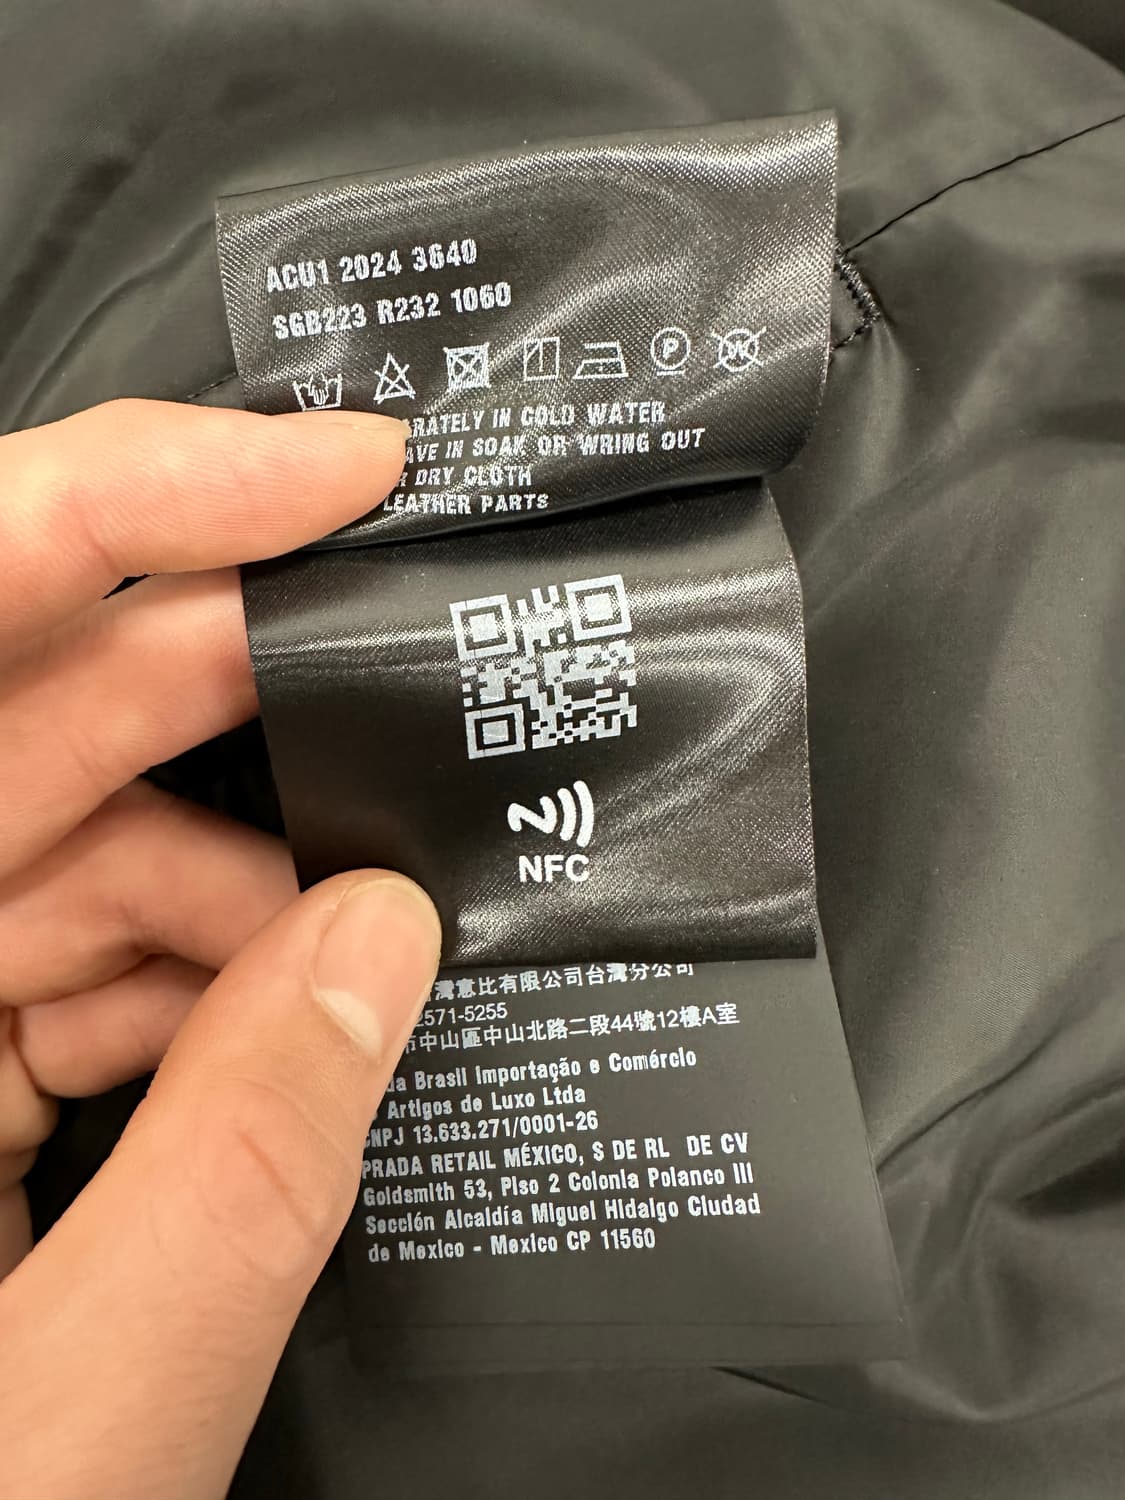 ACU1 2024 3640
SGB223 R232 1060
P
W
ARATELY IN COLD WATER
AVE IN SOAK OR WRING OUT
R DRY CLOTH
LEATHER PARTS
NFC
灣意比有限公司台灣分公司
2571-5255
市中山區中山北路二段44號12樓A室
da Brasil Importação e Comércio
Artigos de Luxo Ltda
CNPJ 13.633.271/0001-26
PRADA RETAIL MÉXICO, S DE RL DE CV
Goldsmith 53, Piso 2 Colonia Polanco III
Sección Alcaldía Miguel Hidalgo Ciudad
de Mexico - Mexico CP 11560